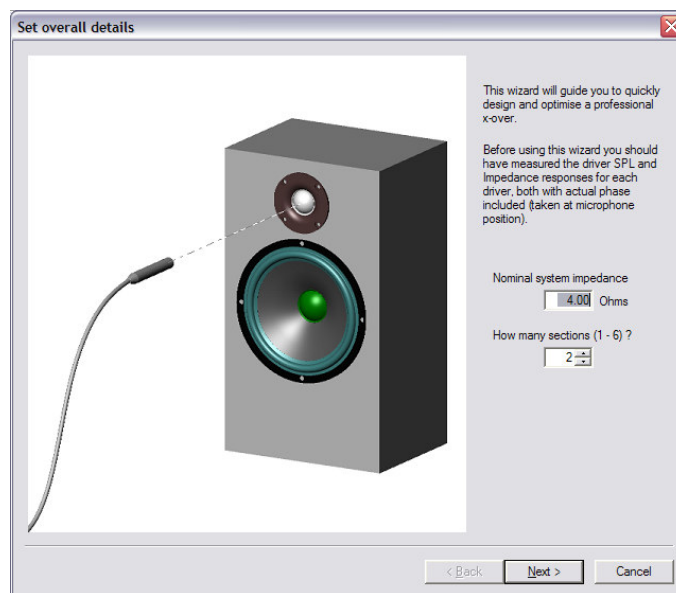 Set overall details
This wizard will guide you to quickly
design and optimise a professional
x-over.
Before using this wizard you should
have measured the driver SPL and
Impedance responses for each
driver, both with actual phase
included (taken at microphone
position).
Nominal system impedance
4.00 Ohms
How many sections (1 - 6) ?
2
< Back Next > Cancel